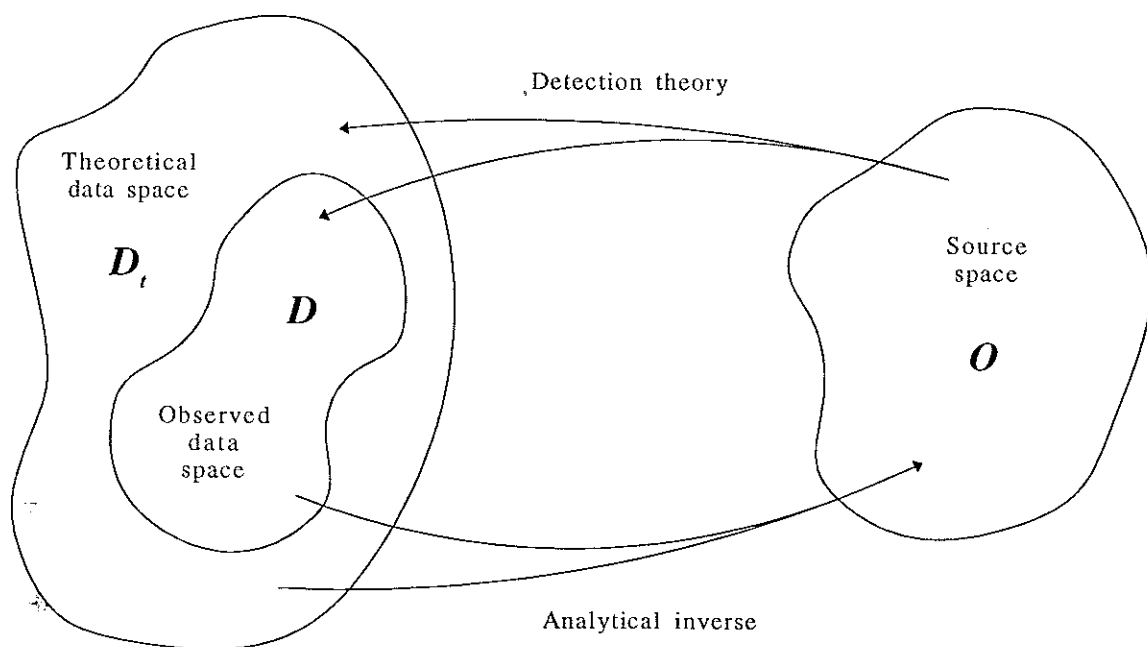 Detection theory
Theoretical
data space
D_t
D
Observed
data
space
Source
space
O
Analytical inverse